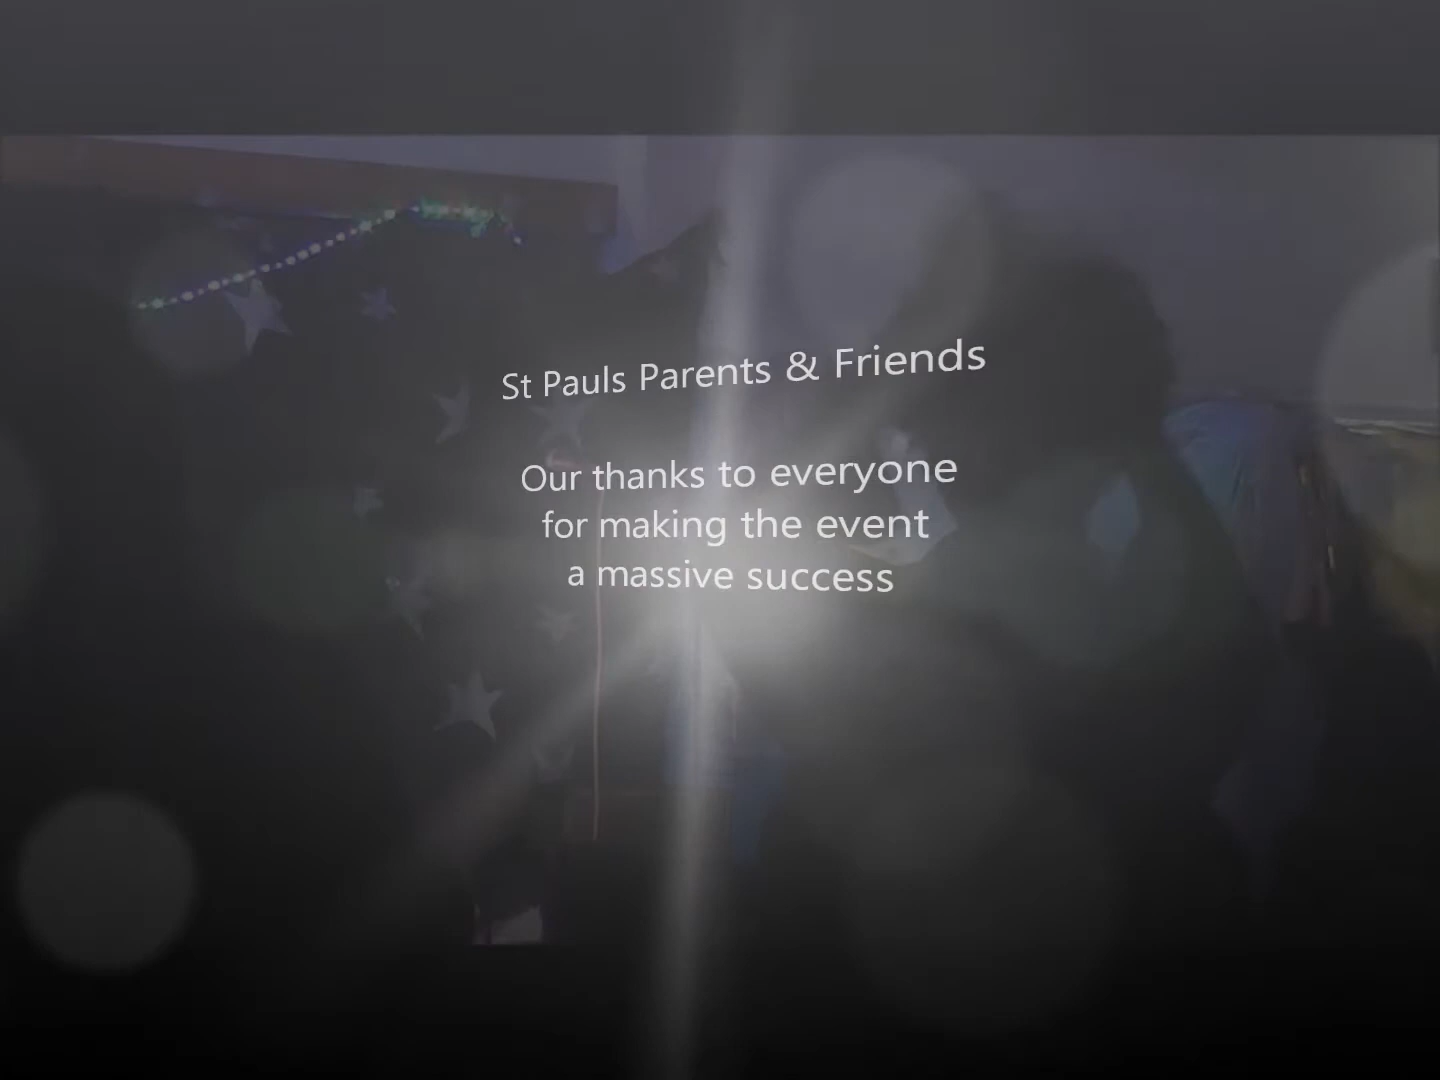 St Pauls Parents & Friends
Our thanks to everyone
for making the event
a massive success